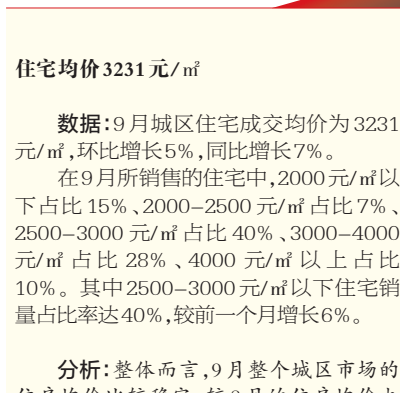 住宅均价3231元/㎡
数据:9月城区住宅成交均价为3231
元/㎡,环比增长5%,同比增长7%。
在9月所销售的住宅中,2000元/㎡以
下占比15%、2000–2500元/㎡占比7%、
2500–3000元/㎡占比40%、3000–4000
元/㎡占比28%、4000元/㎡以上占比
10%。其中2500–3000元/㎡以下住宅销
量占比率达40%,较前一个月增长6%。
分析:整体而言,9月整个城区市场的